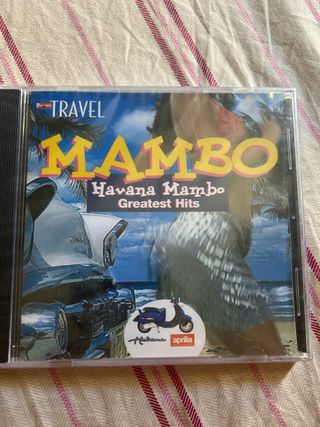 TRAVEL
MAMBO
Havana Mambo
Greatest Hits
aprilia